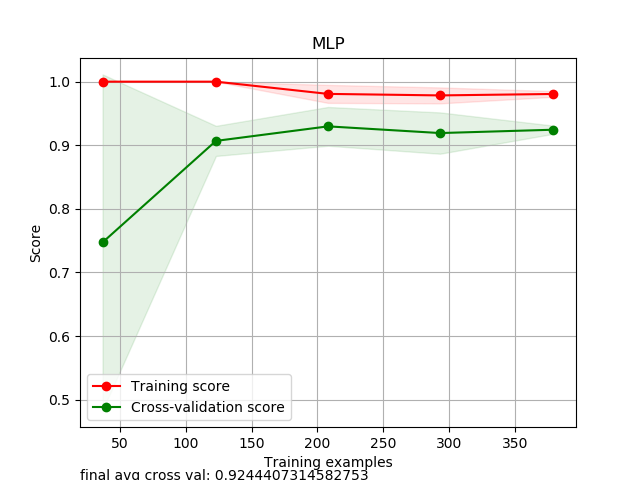 MLP
1.0
0.9
0.8
0.7
0.6
0.5
Score
Training score
Cross-validation score
50 100 150 200 250 300 350
Training examples
final avg cross val: 0.9244407314582753